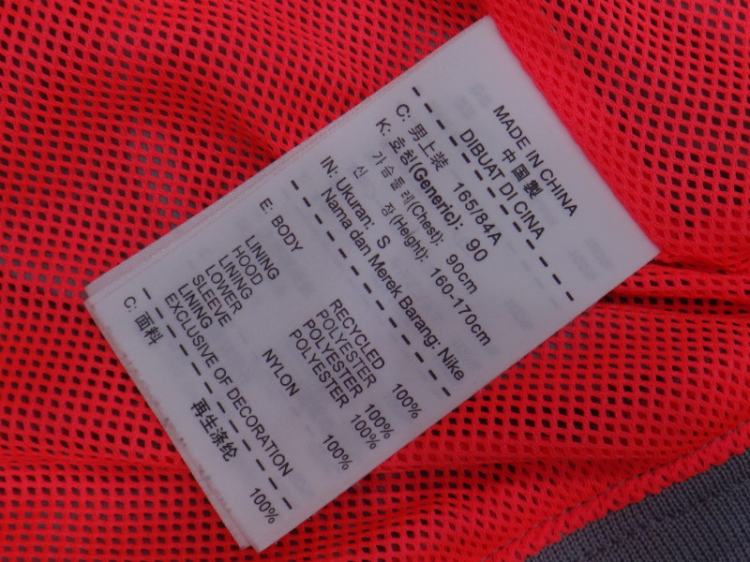 MADE IN CHINA
中国製
DIBUAT DI CINA
C: 男上装 165/84A
K: 호칭(Generic): 90
가슴둘레(Chest): 90cm
신 장(Height): 160-170cm
IN: Ukuran: S
Nama dan Merek Barang: Nike
E: BODY RECYCLED
POLYESTER 100%
LINING
HOOD POLYESTER 100%
LINING
LOWER POLYESTER 100%
SLEEVE
LINING NYLON 100%
EXCLUSIVE OF DECORATION
C: 面料 再生涤纶 100%